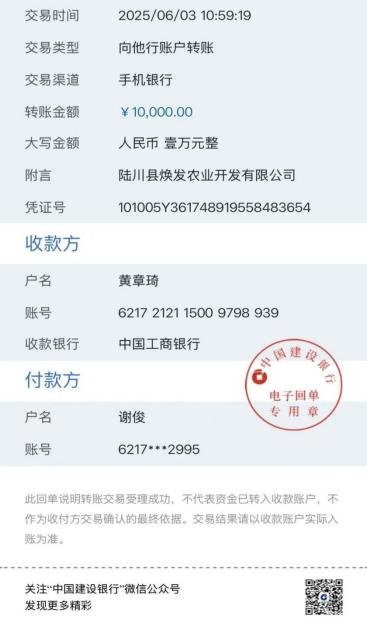 交易时间 2025/06/03 10:59:19
交易类型 向他行账户转账
交易渠道 手机银行
转账金额 ￥10,000.00
大写金额 人民币 壹万元整
附言 陆川县焕发农业开发有限公司
凭证号 101005Y361748919558483654
收款方
户名 黄章琦
账号 6217 2121 1500 9798 939
收款银行 中国工商银行
中国建设银行
电子回单
专用章
付款方
户名 谢俊
账号 6217***2995
此回单说明转账交易受理成功，不代表资金已转入收款账户，不
作为收付方交易确认的最终依据。交易结果请以收款账户实际入
账为准。
关注“中国建设银行”微信公众号
发现更多精彩